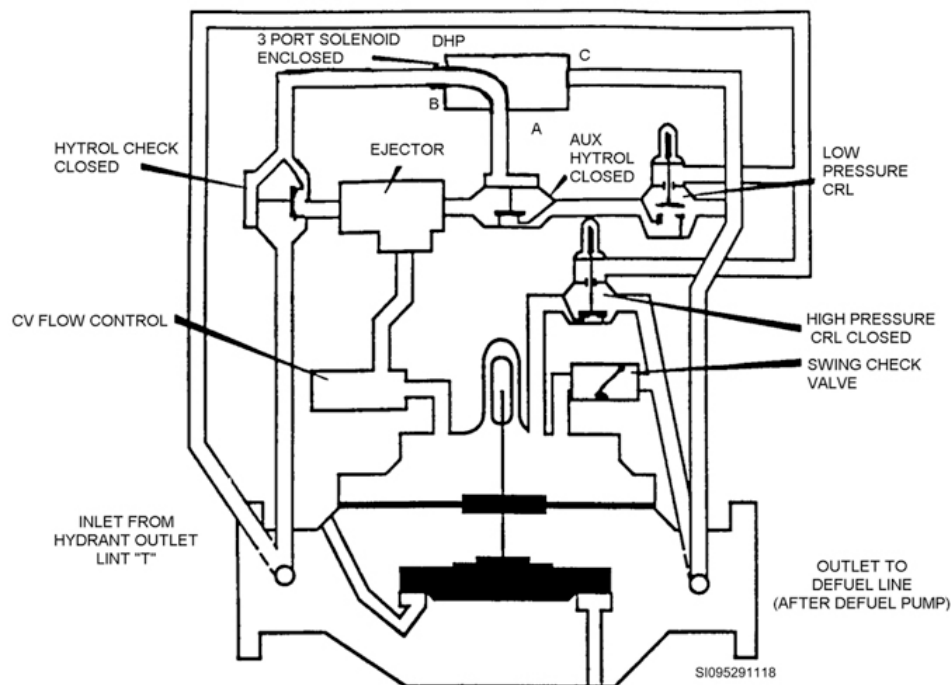 3 PORT SOLENOID
ENCLOSED
DHP
C
B
A
HYTROL CHECK
CLOSED
EJECTOR
AUX
HYTROL
CLOSED
LOW
PRESSURE
CRL
CV FLOW CONTROL
HIGH PRESSURE
CRL CLOSED
SWING CHECK
VALVE
INLET FROM
HYDRANT OUTLET
LINT "T"
OUTLET TO
DEFUEL LINE
(AFTER DEFUEL PUMP)
SI095291118